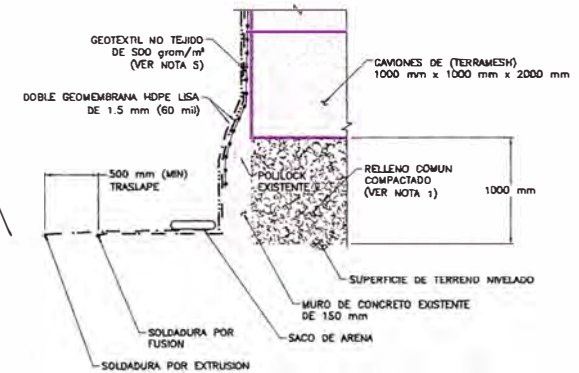 GEOTEXTIL NO TEJIDO
DE 500 gram/m²
(VER NOTA 5)
GAVIONES DE (TERRAMESH)
1000 mm x 1000 mm x 2000 mm
DOBLE GEOMEMBRANA HDPE LISA
DE 1.5 mm (60 mil)
500 mm (MIN)
TRASLAPE
POLILOCK
EXISTENTE
RELLENO COMUN
COMPACTADO
(VER NOTA 1)
1000 mm
SUPERFICIE DE TERRENO NIVELADO
MURO DE CONCRETO EXISTENTE
DE 150 mm
SOLDADURA POR
FUSION
SACO DE ARENA
SOLDADURA POR EXTRUSION